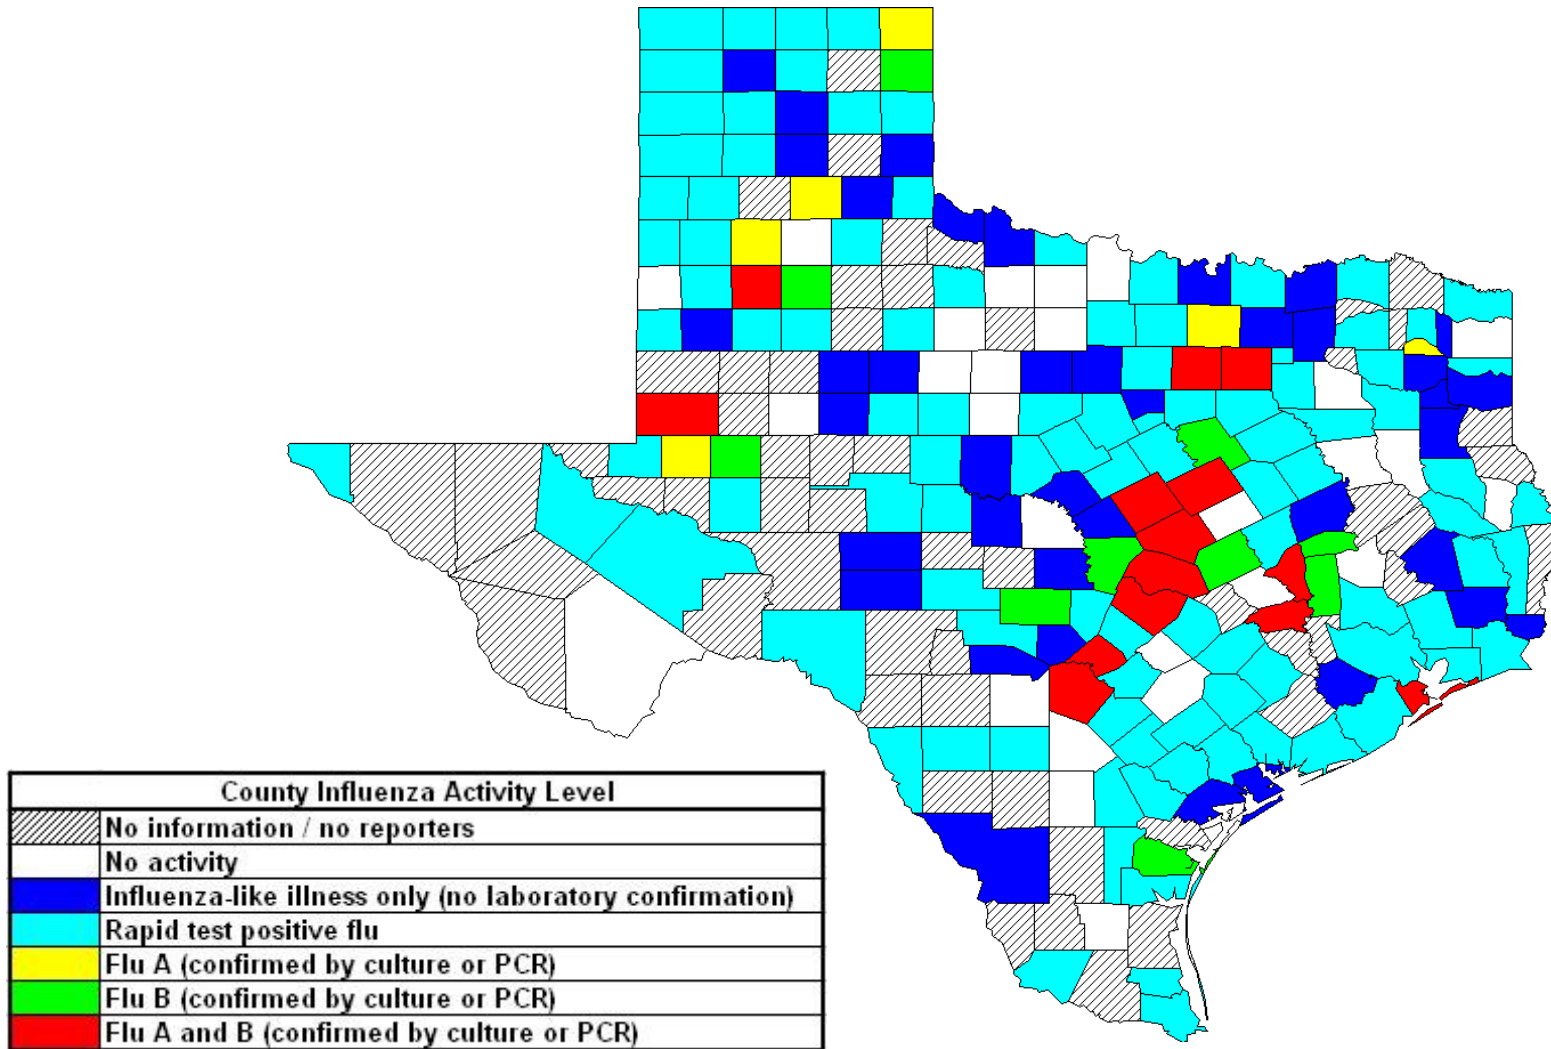 County Influenza Activity Level
No information / no reporters
No activity
Influenza-like illness only (no laboratory confirmation)
Rapid test positive flu
Flu A (confirmed by culture or PCR)
Flu B (confirmed by culture or PCR)
Flu A and B (confirmed by culture or PCR)